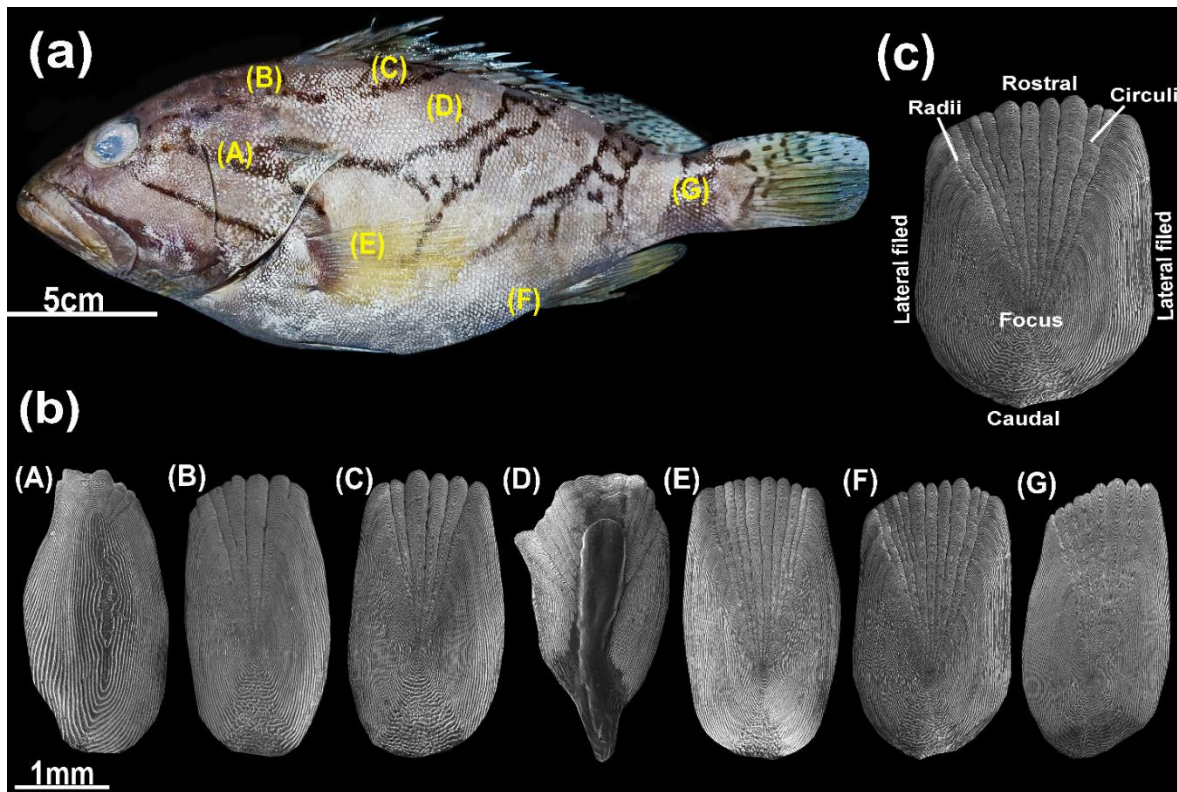 (a)
(B)
(C)
(D)
(A)
(G)
(E)
(F)
5cm
(c)
Rostral
Radii
Circuli
Lateral filed
Lateral filed
Focus
Caudal
(b)
(A)
(B)
(C)
(D)
(E)
(F)
(G)
1mm